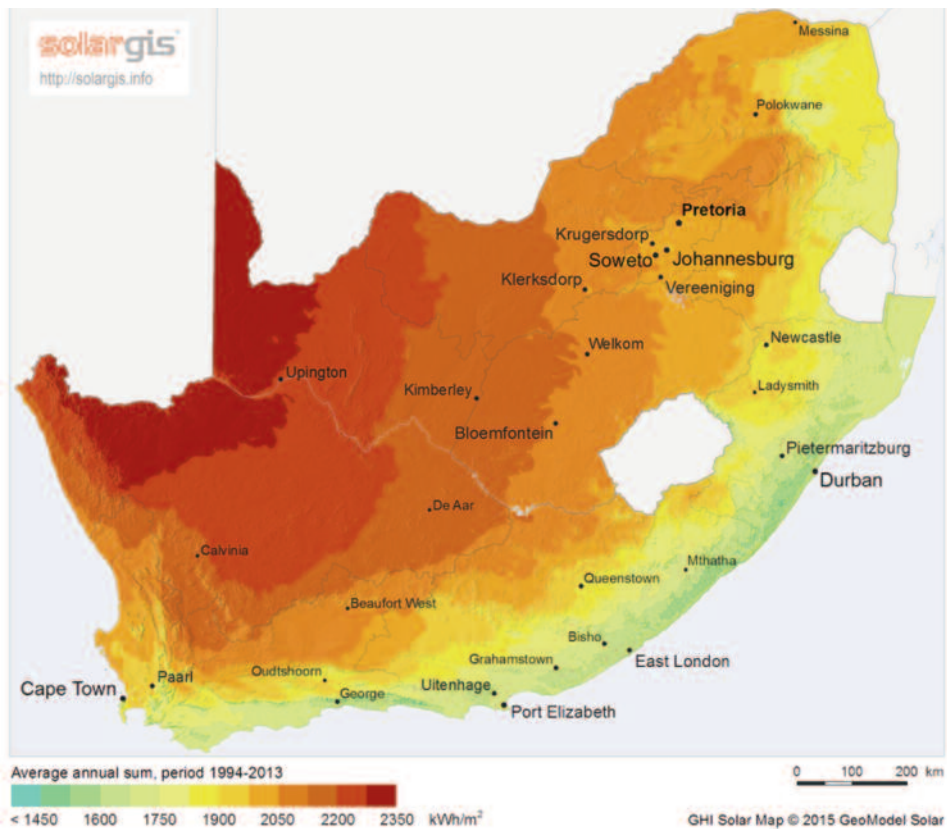 solargis
http://solargis.info
Messina
Polokwane
Pretoria
Krugersdorp
Soweto
Johannesburg
Klerksdorp
Vereeniging
Newcastle
Welkom
Upington
Ladysmith
Kimberley
Bloemfontein
Pietermaritzburg
Durban
De Aar
Calvinia
Mthatha
Queenstown
Beaufort West
Bisho
East London
Grahamstown
Oudtshoorn
Paarl
Uitenhage
Cape Town
George
Port Elizabeth
Average annual sum, period 1994-2013
0 100 200 km
< 1450 1600 1750 1900 2050 2200 2350 kWh/m²
GHI Solar Map © 2015 GeoModel Solar